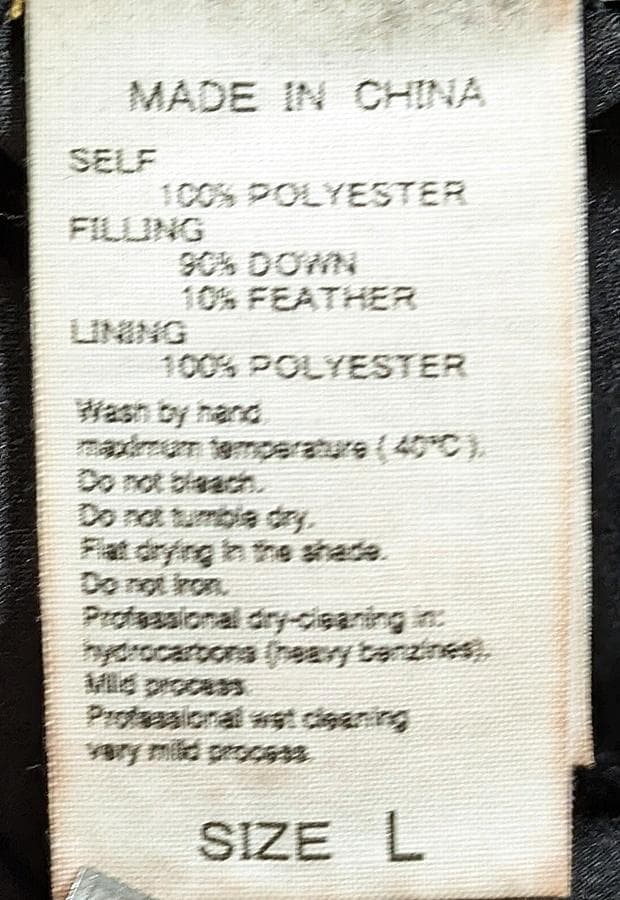 MADE IN CHINA
SELF
100% POLYESTER
FILLING
90% DOWN
10% FEATHER
LINING
100% POLYESTER
Wash by hand
maximum temperature ( 40°C ).
Do not bleach.
Do not tumble dry.
Flat drying in the shade.
Do not iron.
Professional dry-cleaning in:
hydrocarbons (heavy benzines).
Mild process.
Professional wet cleaning
very mild process.
SIZE L